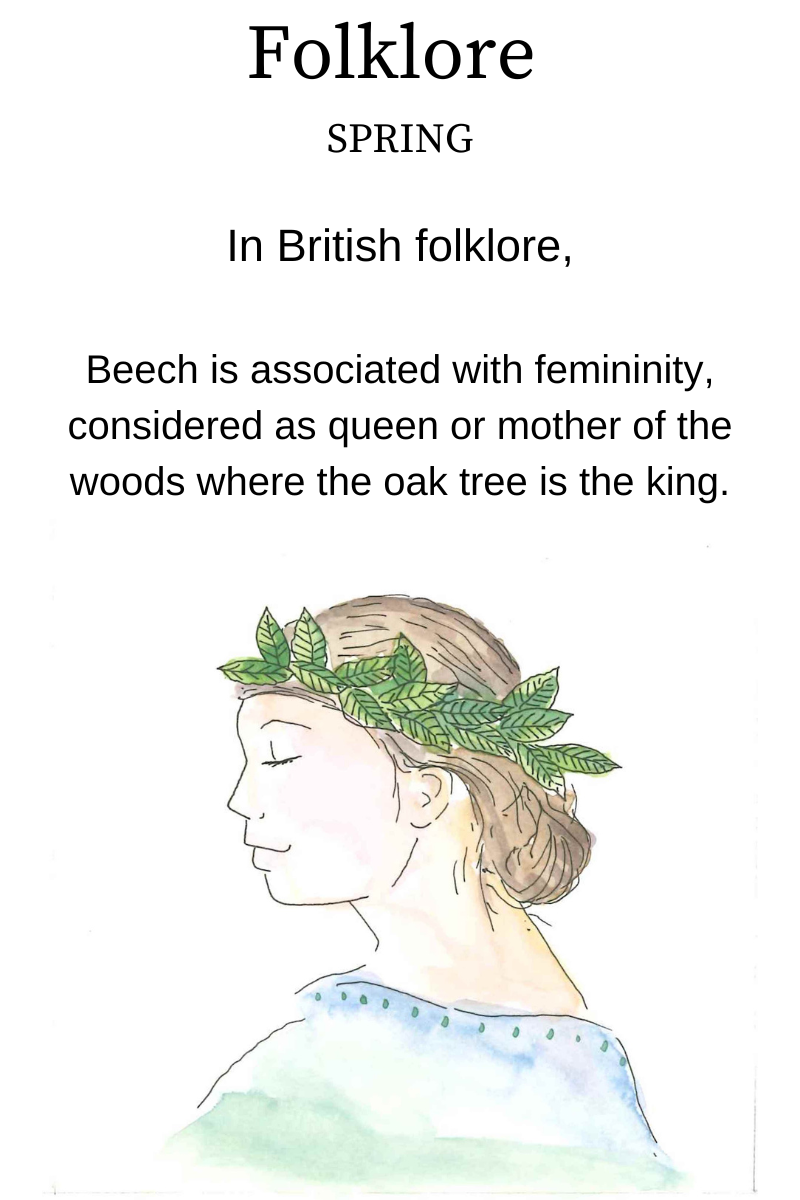 Folklore
SPRING
In British folklore,
Beech is associated with femininity,
considered as queen or mother of the
woods where the oak tree is the king.